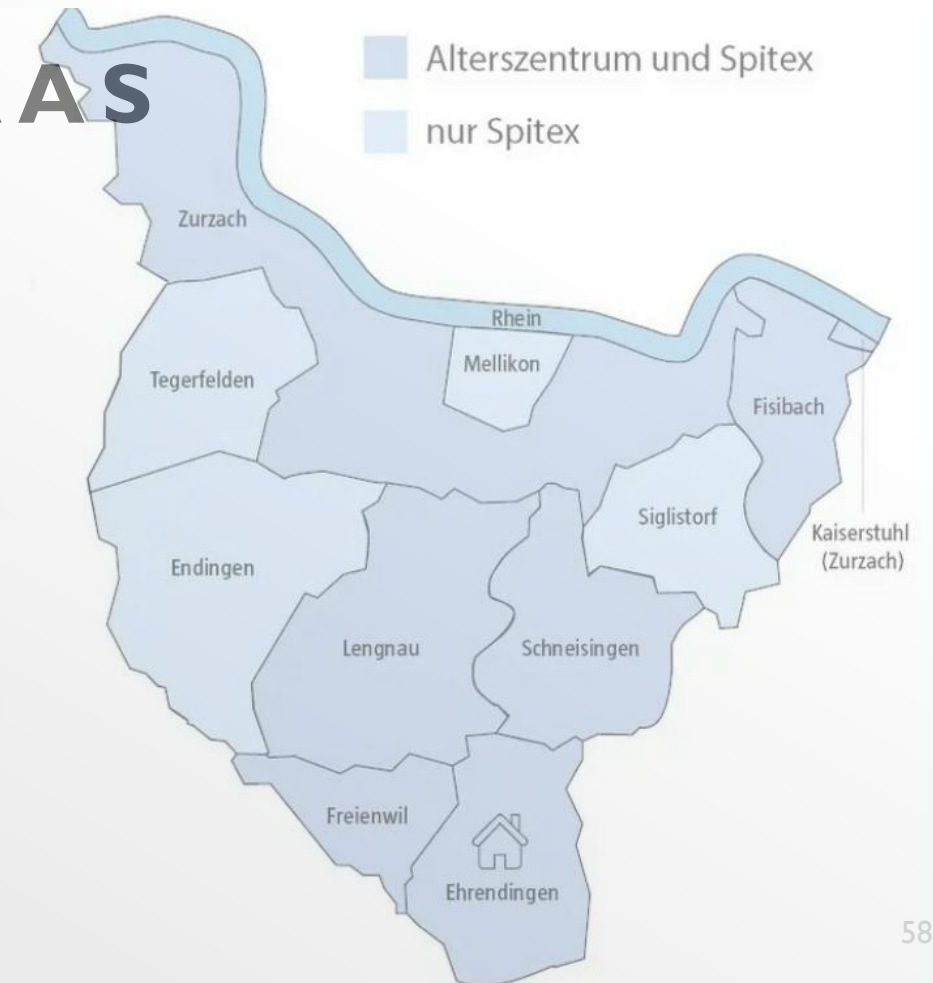 AS
Alterszentrum und Spitex
nur Spitex
Zurzach
Rhein
Mellikon
Tegerfelden
Fisibach
Siglistorf
Kaiserstuhl
(Zurzach)
Endingen
Lengnau
Schneisingen
Freienwil
Ehrendingen
58